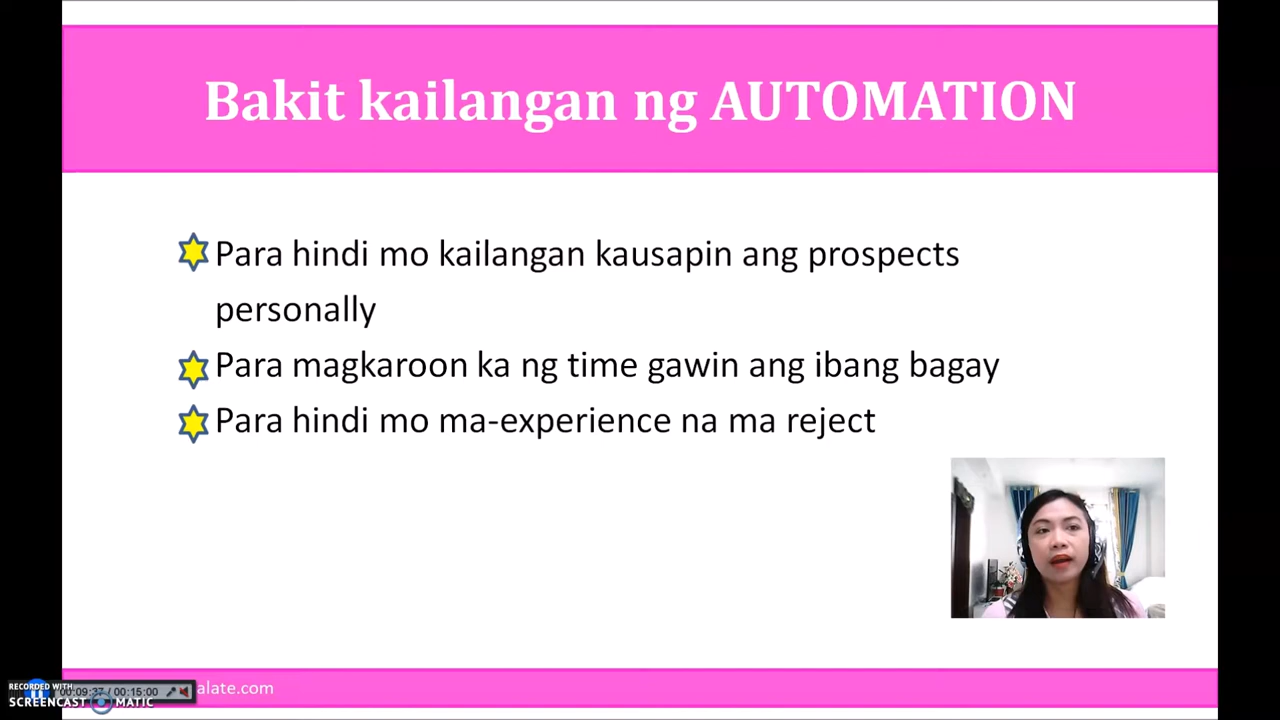 Bakit kailangan ng AUTOMATION
Para hindi mo kailangan kausapin ang prospects
personally
Para magkaroon ka ng time gawin ang ibang bagay
Para hindi mo ma-experience na ma reject
RECORDED WITH
SCREENCAST MATIC
00:09:37 / 00:15:00
alate.com